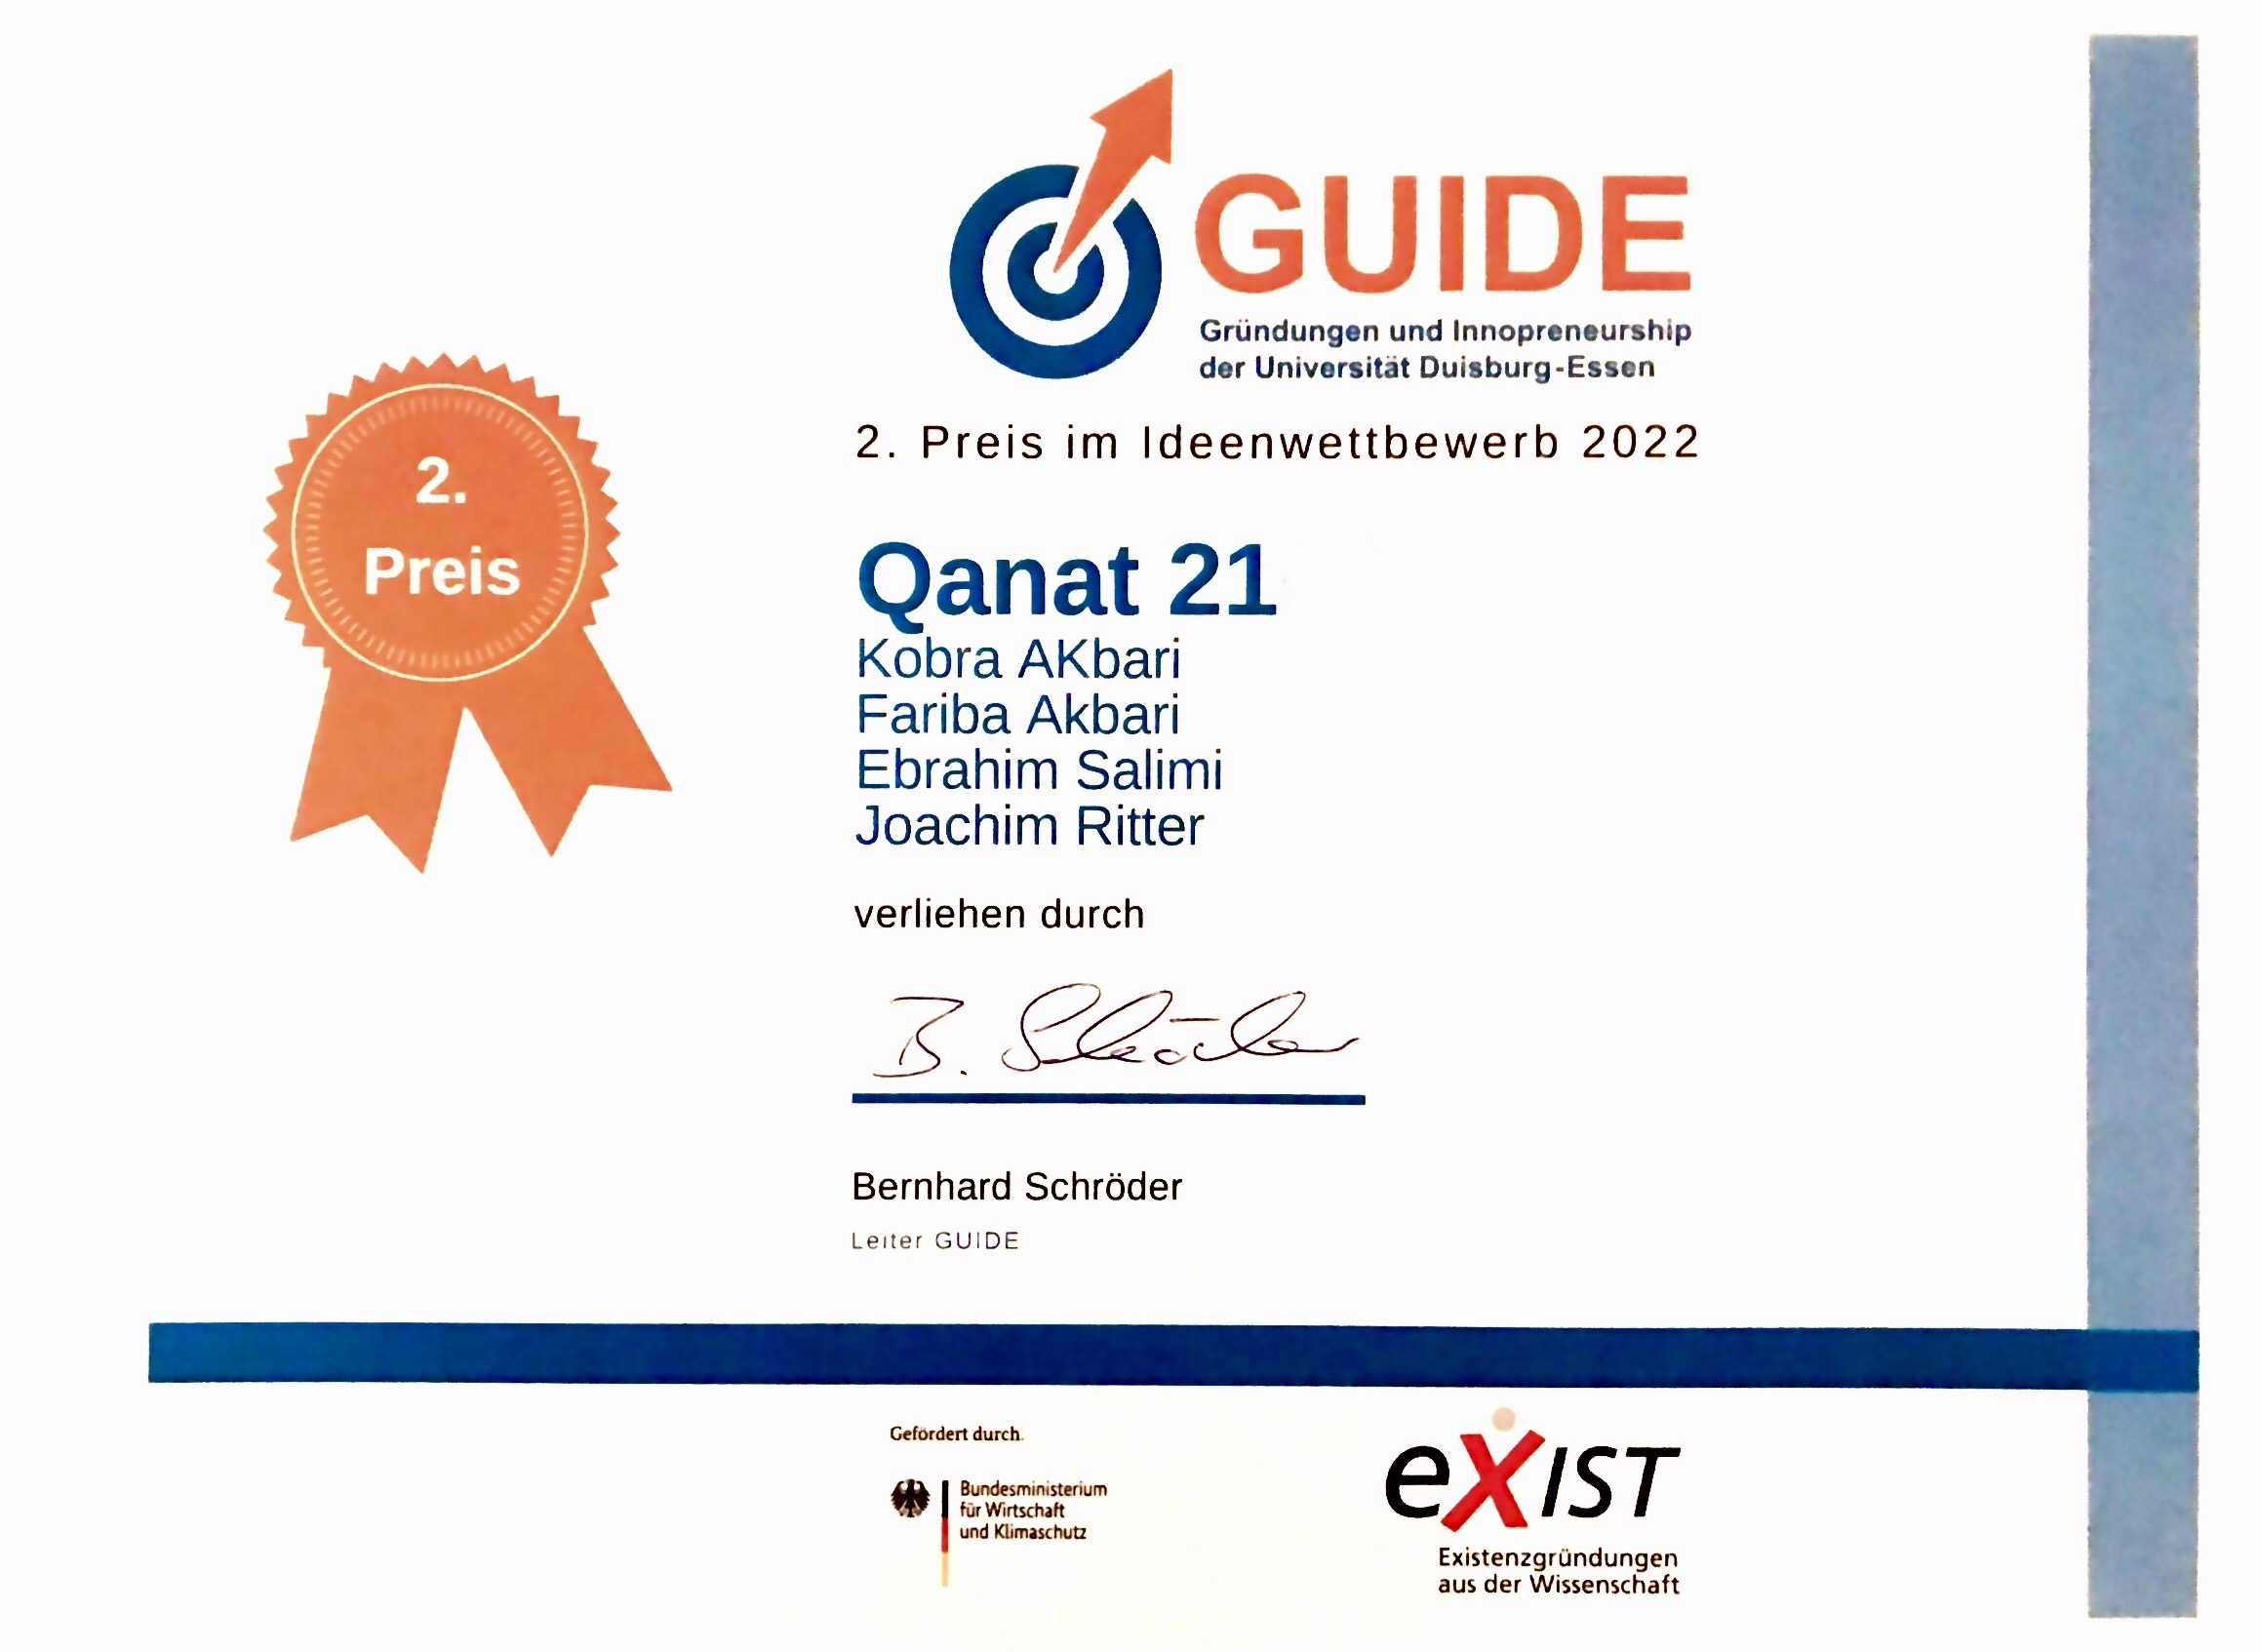 GUIDE
Gründungen und Innopreneurship
der Universität Duisburg-Essen
2. Preis im Ideenwettbewerb 2022
2.
Preis
Qanat 21
Kobra AKbari
Fariba Akbari
Ebrahim Salimi
Joachim Ritter
verliehen durch
B. Schröder
Bernhard Schröder
Leiter GUIDE
Gefördert durch
Bundesministerium
für Wirtschaft
und Klimaschutz
eXIST
Existenzgründungen
aus der Wissenschaft